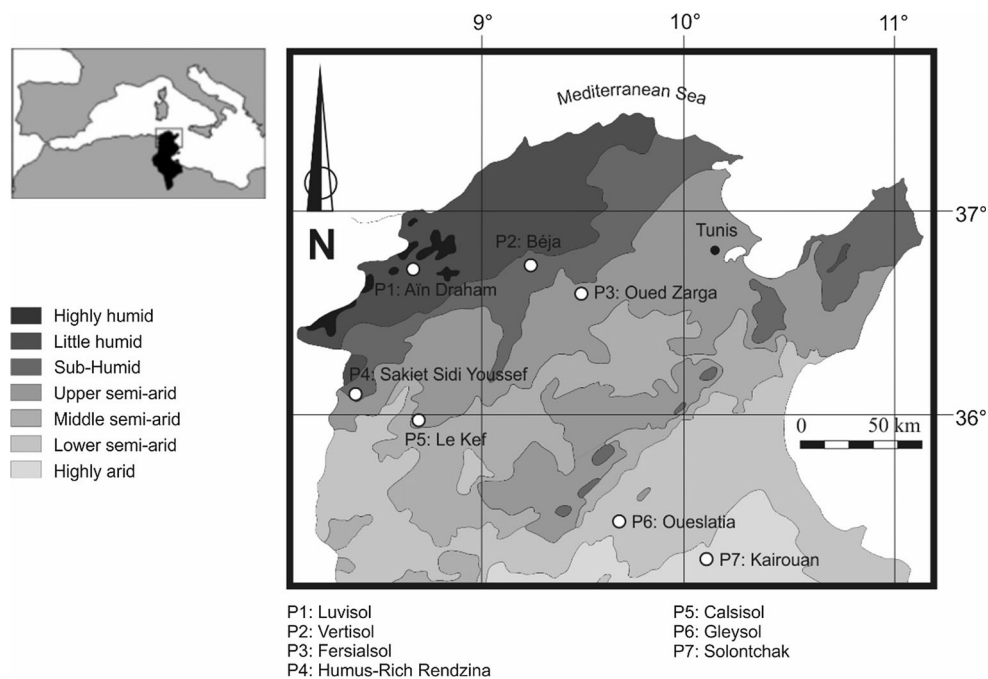 9° 10° 11°
Mediterranean Sea
37°
N
Tunis
P2: Béja
P1: Aïn Draham
P3: Oued Zarga
Highly humid
Little humid
Sub-Humid
Upper semi-arid
Middle semi-arid
Lower semi-arid
Highly arid
P4: Sakiet Sidi Youssef
36°
P5: Le Kef
0 50 km
P6: Oueslatia
P7: Kairouan
P1: Luvisol
P2: Vertisol
P3: Fersialsol
P4: Humus-Rich Rendzina
P5: Calsisol
P6: Gleysol
P7: Solontchak